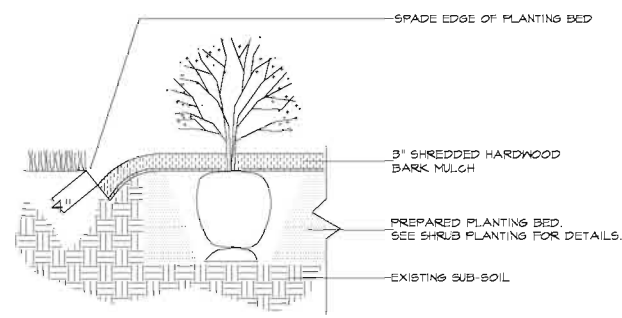 SPADE EDGE OF PLANTING BED
3" SHREDDED HARDWOOD
BARK MULCH
4"
PREPARED PLANTING BED.
SEE SHRUB PLANTING FOR DETAILS.
EXISTING SUB-SOIL